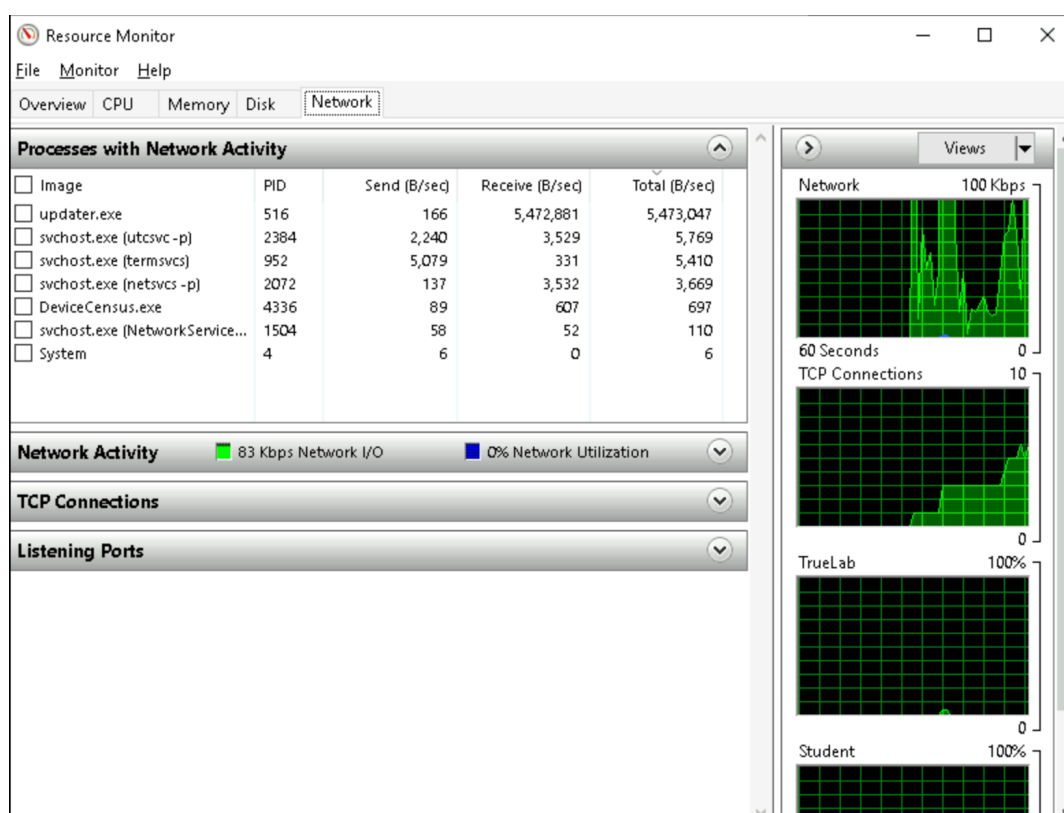 Resource Monitor
File Monitor Help
Overview CPU Memory Disk Network
Processes with Network Activity
Image PID Send (B/sec) Receive (B/sec) Total (B/sec)
updater.exe 516 166 5,472,881 5,473,047
svchost.exe (utcsvc -p) 2384 2,240 3,529 5,769
svchost.exe (termsvcs) 952 5,079 331 5,410
svchost.exe (netsvcs -p) 2072 137 3,532 3,669
DeviceCensus.exe 4336 89 607 697
svchost.exe (NetworkService... 1504 58 52 110
System 4 6 0 6
Network Activity 83 Kbps Network I/O 0% Network Utilization
TCP Connections
Listening Ports
Views
Network 100 Kbps
60 Seconds 0
TCP Connections 10
0
TrueLab 100%
0
Student 100%